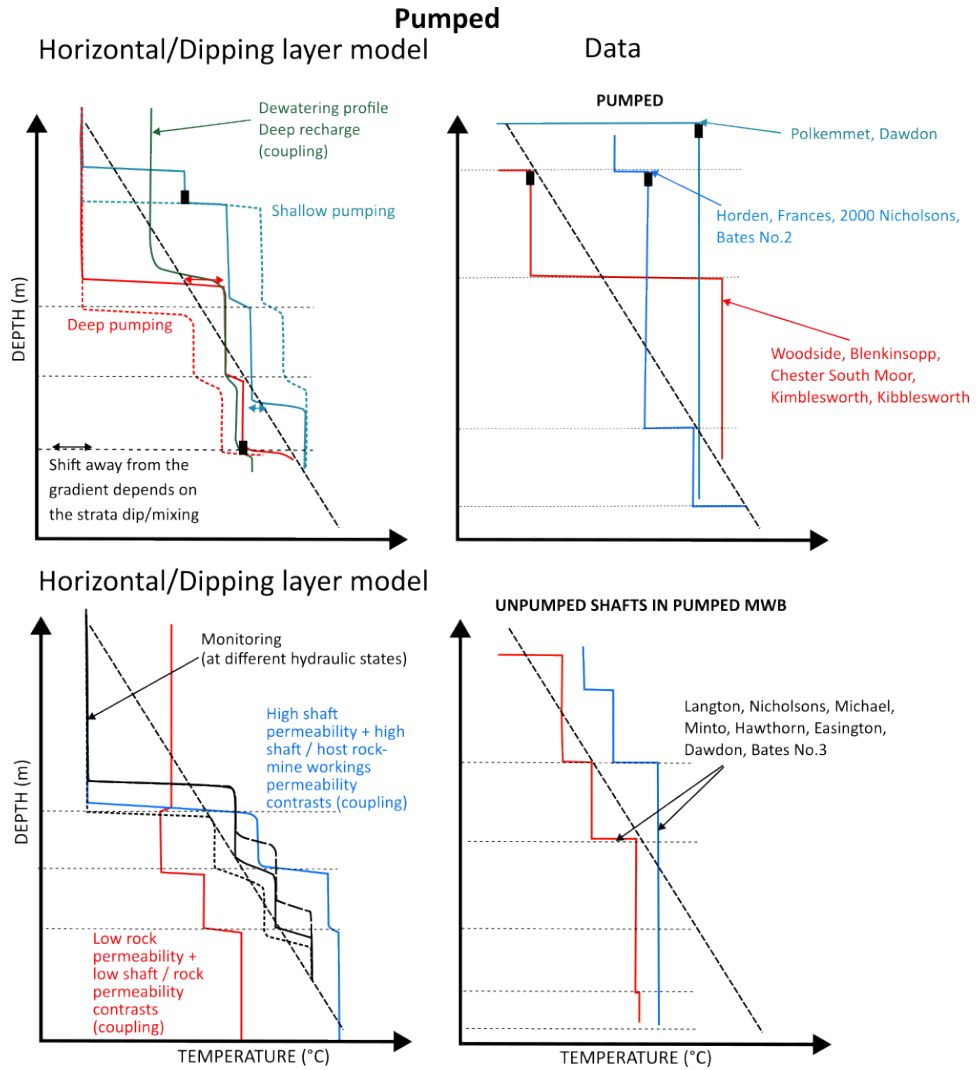 Pumped
Horizontal/Dipping layer model
Data
Dewatering profile
Deep recharge
(coupling)
Shallow pumping
Deep pumping
DEPTH (m)
Shift away from the
gradient depends on
the strata dip/mixing
PUMPED
Polkemmet, Dawdon
Horden, Frances, 2000 Nicholsons,
Bates No.2
Woodside, Blenkinsopp,
Chester South Moor,
Kimblesworth, Kibblesworth
Horizontal/Dipping layer model
Monitoring
(at different hydraulic states)
High shaft
permeability + high
shaft / host rock-
mine workings
permeability
contrasts (coupling)
DEPTH (m)
Low rock
permeability +
low shaft / rock
permeability
contrasts
(coupling)
TEMPERATURE (°C)
UNPUMPED SHAFTS IN PUMPED MWB
Langton, Nicholsons, Michael,
Minto, Hawthorn, Easington,
Dawdon, Bates No.3
TEMPERATURE (°C)